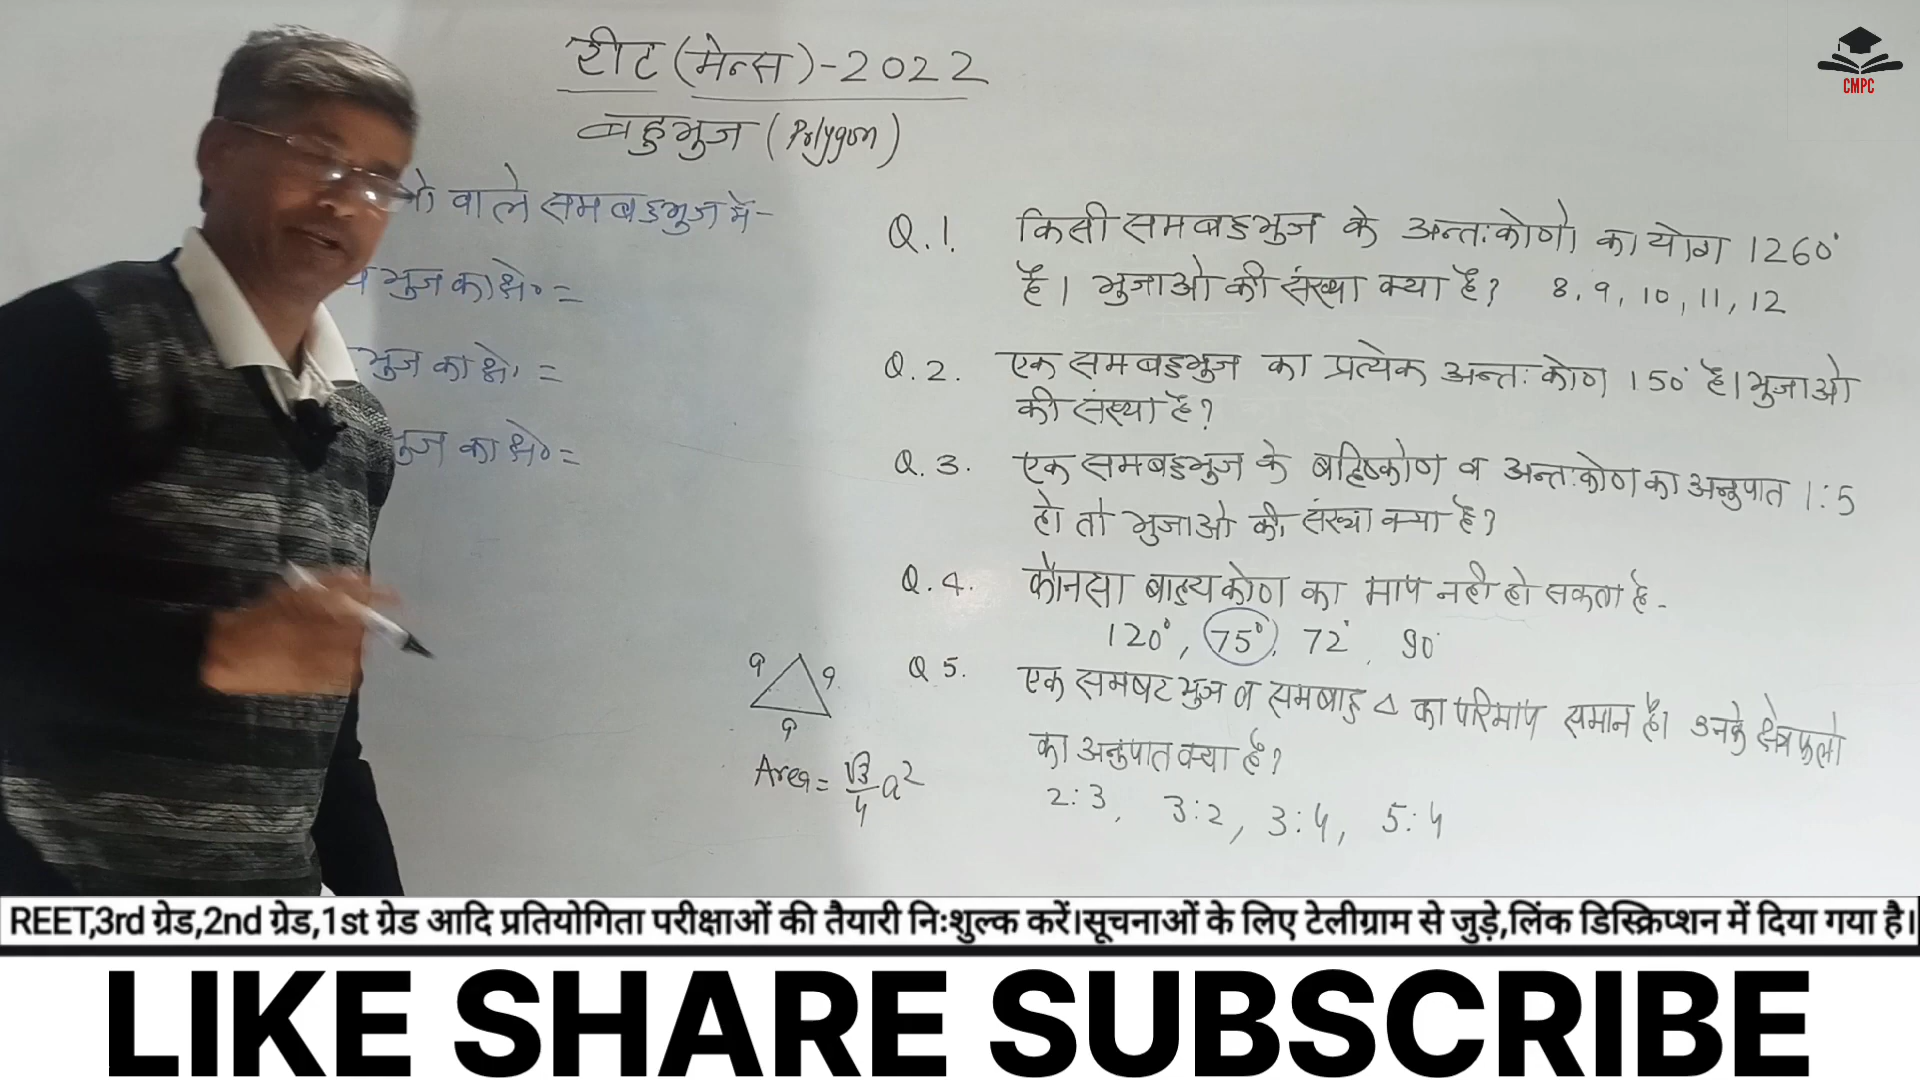 रीट (मेन्स)-2022
बहुभुज (Polygon)
CMPC
वाले समबहुभुज में-
भुज का क्षे० =
भुज का क्षे० =
भुज का क्षे० =
Q.1. किसी समबहुभुज के अन्तःकोणो का योग 1260°
है। भुजाओ की संख्या क्या है? 8, 9, 10, 11, 12
Q.2. एक समबहुभुज का प्रत्येक अन्तःकोण 150° है। भुजाओ
की संख्या है?
Q.3. एक समबहुभुज के बहिष्कोण व अन्तःकोण का अनुपात 1:5
हो तो भुजाओ की संख्या क्या है?
Q.4. कौनसा बाह्यकोण का माप नही हो सकता है-
120°, 75°, 72°, 90°
Q 5. एक समषट भुज व समबाहु Δ का परिमाप समान है। उनके क्षेत्रफलो
का अनुपात क्या है?
2:3, 3:2, 3:4, 5:4
a a
a
Area = √3/4 a²
REET,3rd ग्रेड,2nd ग्रेड,1st ग्रेड आदि प्रतियोगिता परीक्षाओं की तैयारी निःशुल्क करें।सूचनाओं के लिए टेलीग्राम से जुड़े,लिंक डिस्क्रिप्शन में दिया गया है।
LIKE SHARE SUBSCRIBE